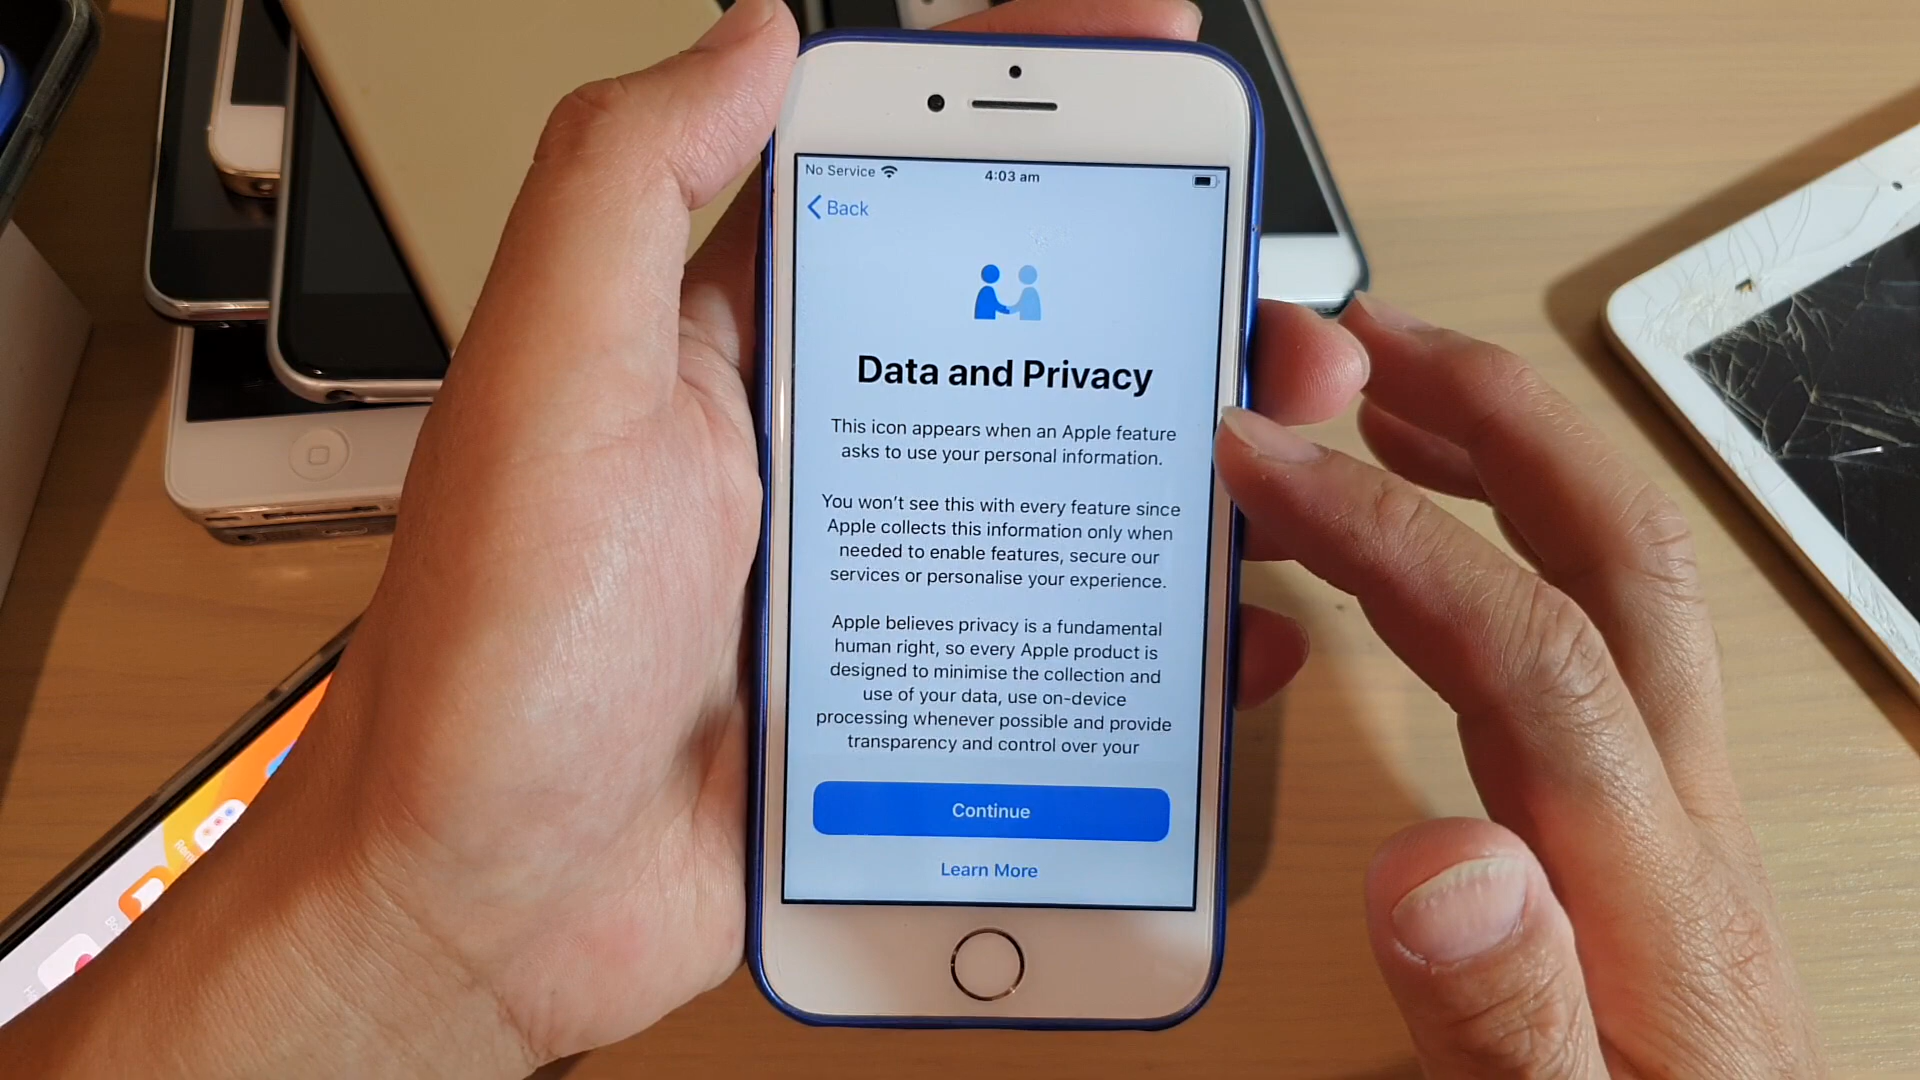 No Service
4:03 am
Back
Data and Privacy
This icon appears when an Apple feature
asks to use your personal information.
You won't see this with every feature since
Apple collects this information only when
needed to enable features, secure our
services or personalise your experience.
Apple believes privacy is a fundamental
human right, so every Apple product is
designed to minimise the collection and
use of your data, use on-device
processing whenever possible and provide
transparency and control over your
Continue
Learn More